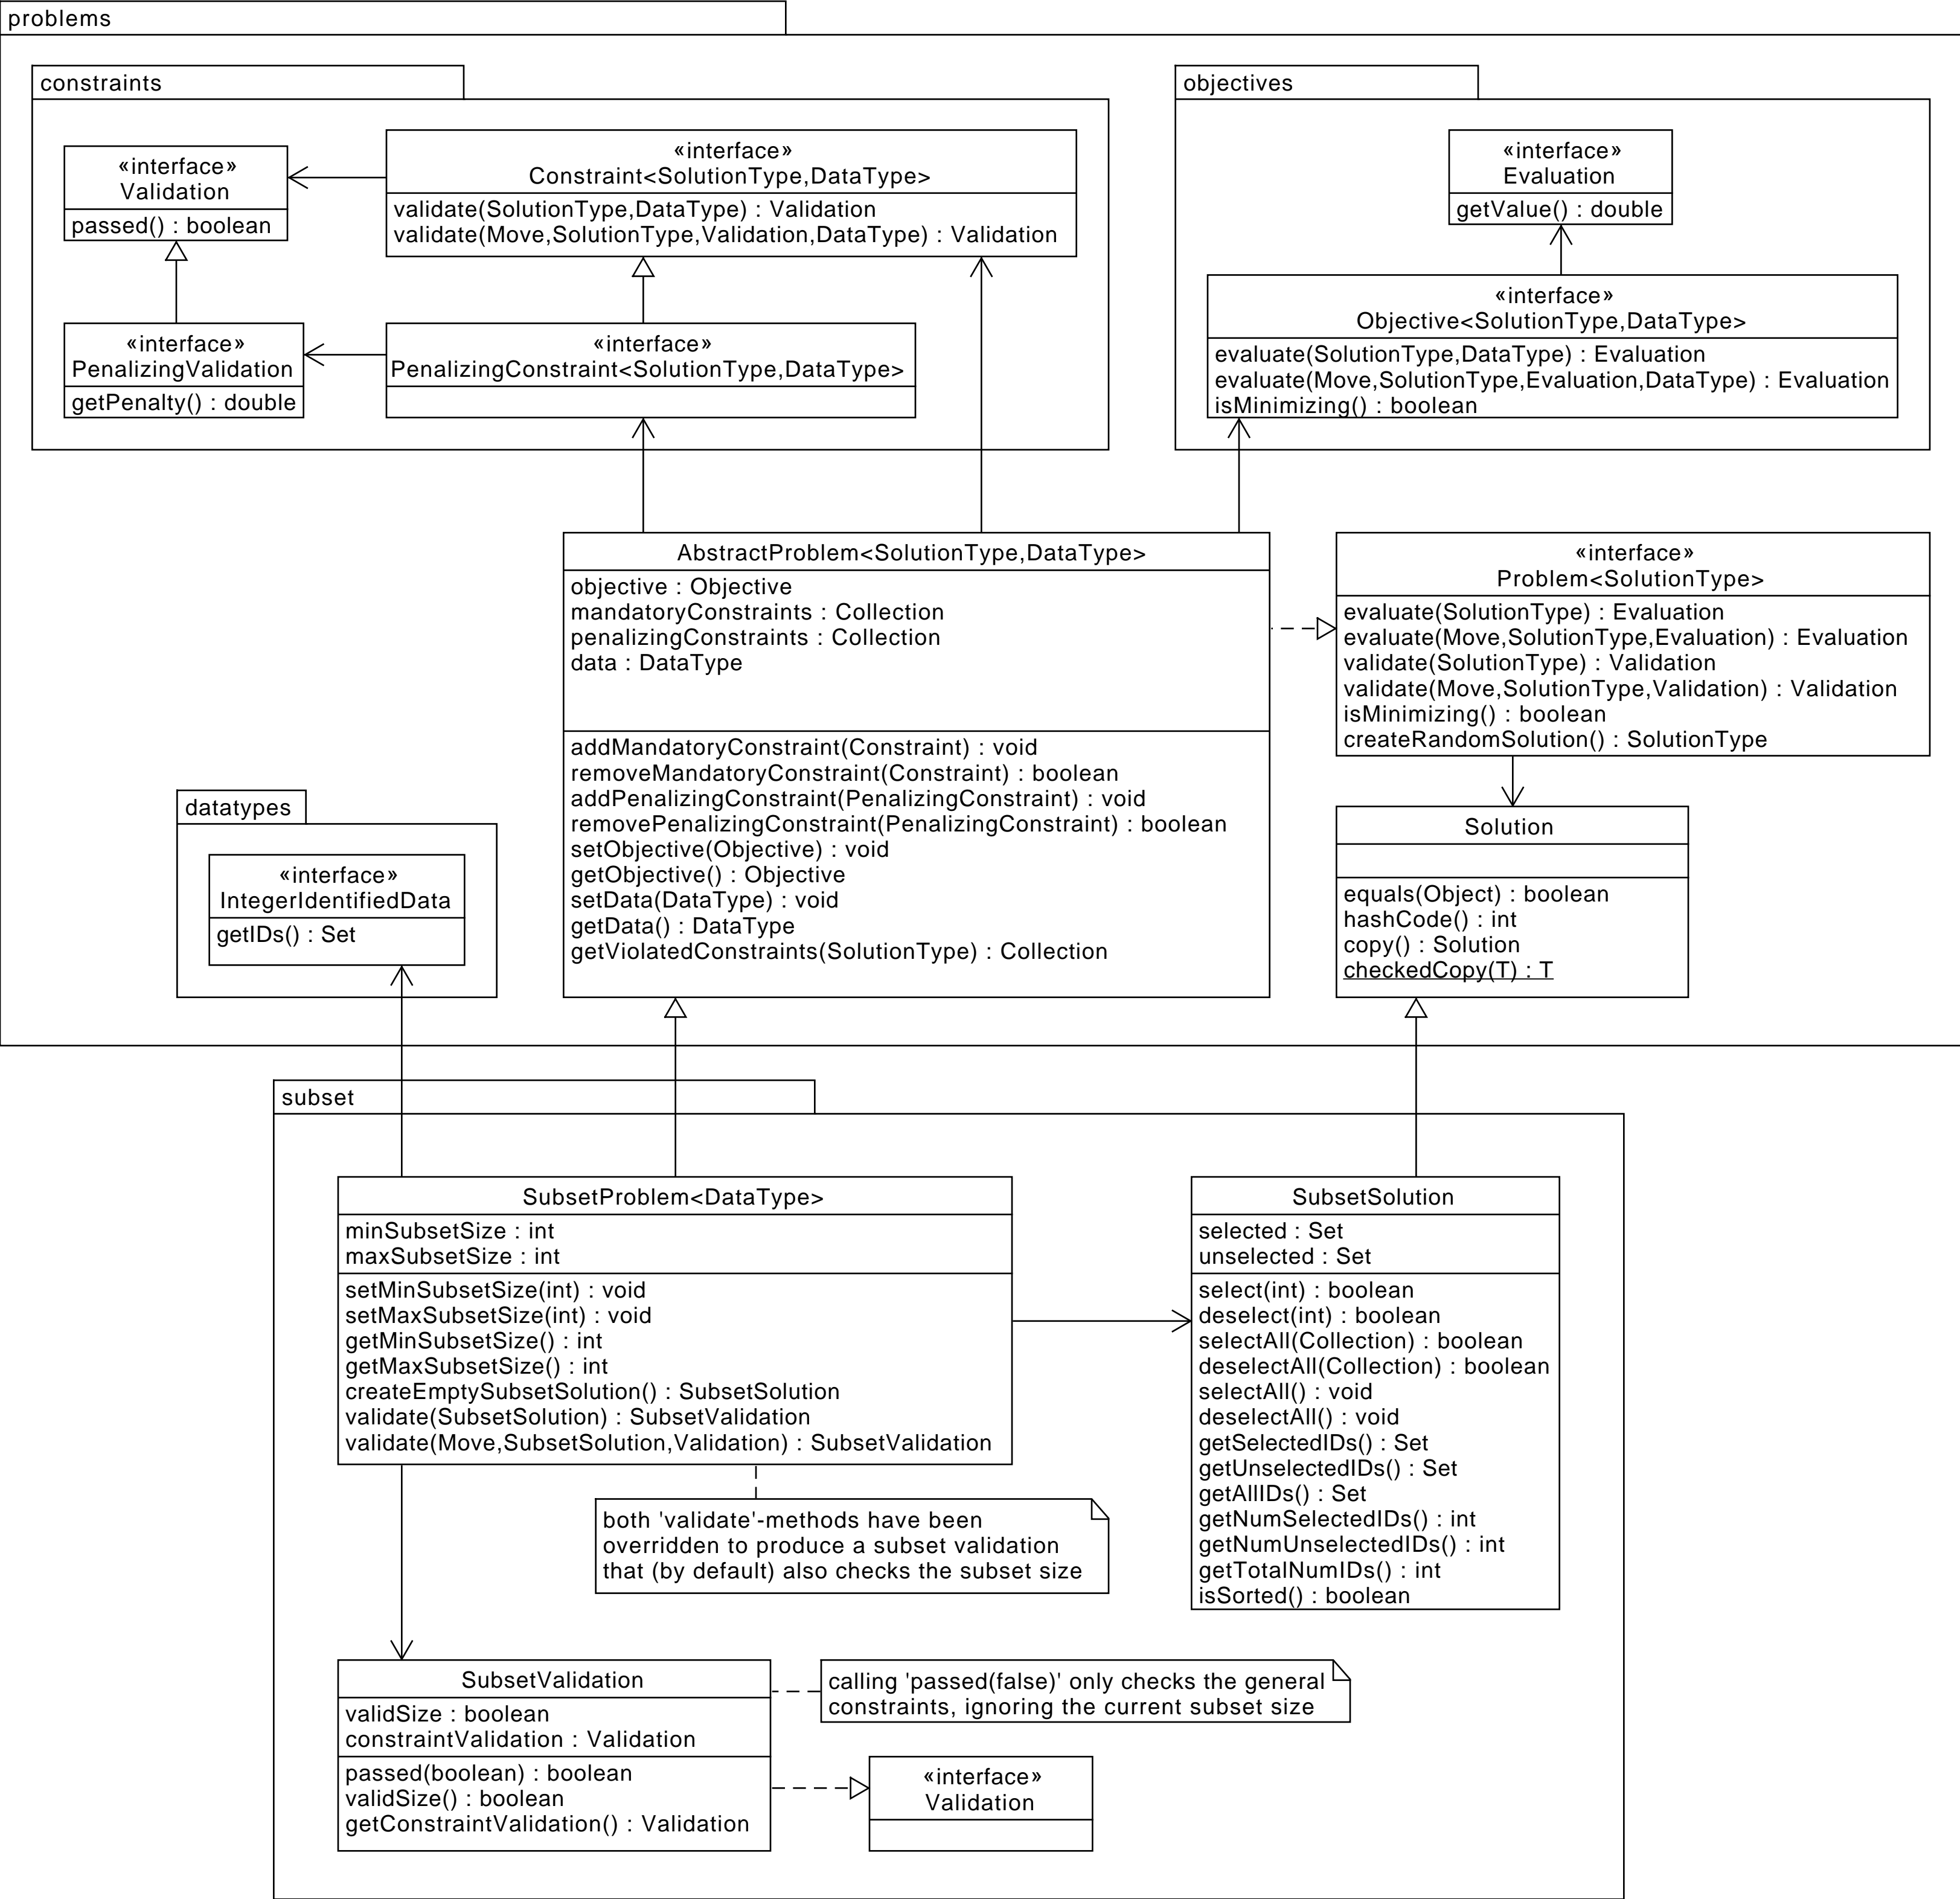 problems
constraints
«interface»
Validation
passed() : boolean
«interface»
Constraint<SolutionType,DataType>
validate(SolutionType,DataType) : Validation
validate(Move,SolutionType,Validation,DataType) : Validation
«interface»
PenalizingValidation
getPenalty() : double
«interface»
PenalizingConstraint<SolutionType,DataType>
objectives
«interface»
Evaluation
getValue() : double
«interface»
Objective<SolutionType,DataType>
evaluate(SolutionType,DataType) : Evaluation
evaluate(Move,SolutionType,Evaluation,DataType) : Evaluation
isMinimizing() : boolean
AbstractProblem<SolutionType,DataType>
objective : Objective
mandatoryConstraints : Collection
penalizingConstraints : Collection
data : DataType
addMandatoryConstraint(Constraint) : void
removeMandatoryConstraint(Constraint) : boolean
addPenalizingConstraint(PenalizingConstraint) : void
removePenalizingConstraint(PenalizingConstraint) : boolean
setObjective(Objective) : void
getObjective() : Objective
setData(DataType) : void
getData() : DataType
getViolatedConstraints(SolutionType) : Collection
«interface»
Problem<SolutionType>
evaluate(SolutionType) : Evaluation
evaluate(Move,SolutionType,Evaluation) : Evaluation
validate(SolutionType) : Validation
validate(Move,SolutionType,Validation) : Validation
isMinimizing() : boolean
createRandomSolution() : SolutionType
datatypes
«interface»
IntegerIdentifiedData
getIDs() : Set
Solution
equals(Object) : boolean
hashCode() : int
copy() : Solution
checkedCopy(T) : T
subset
SubsetProblem<DataType>
minSubsetSize : int
maxSubsetSize : int
setMinSubsetSize(int) : void
setMaxSubsetSize(int) : void
getMinSubsetSize() : int
getMaxSubsetSize() : int
createEmptySubsetSolution() : SubsetSolution
validate(SubsetSolution) : SubsetValidation
validate(Move,SubsetSolution,Validation) : SubsetValidation
both 'validate'-methods have been
overridden to produce a subset validation
that (by default) also checks the subset size
SubsetSolution
selected : Set
unselected : Set
select(int) : boolean
deselect(int) : boolean
selectAll(Collection) : boolean
deselectAll(Collection) : boolean
selectAll() : void
deselectAll() : void
getSelectedIDs() : Set
getUnselectedIDs() : Set
getAllIDs() : Set
getNumSelectedIDs() : int
getNumUnselectedIDs() : int
getTotalNumIDs() : int
isSorted() : boolean
SubsetValidation
validSize : boolean
constraintValidation : Validation
passed(boolean) : boolean
validSize() : boolean
getConstraintValidation() : Validation
calling 'passed(false)' only checks the general
constraints, ignoring the current subset size
«interface»
Validation